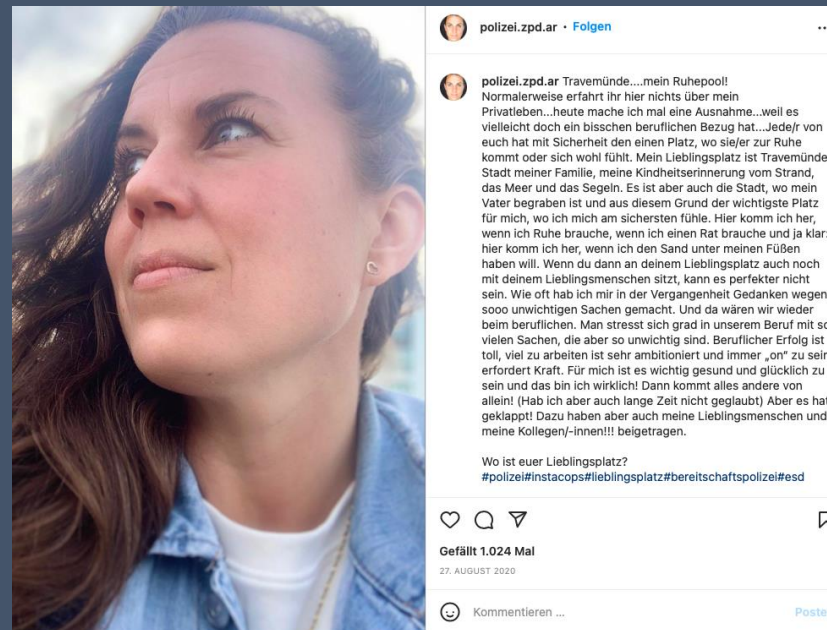 polizei.zpd.ar • Folgen
polizei.zpd.ar Travemünde....mein Ruhepool!
Normalerweise erfahrt ihr hier nichts über mein
Privatleben...heute mache ich mal eine Ausnahme...weil es
vielleicht doch ein bisschen beruflichen Bezug hat...Jede/r von
euch hat mit Sicherheit den einen Platz, wo sie/er zur Ruhe
kommt oder sich wohl fühlt. Mein Lieblingsplatz ist Travemünde
Stadt meiner Familie, meine Kindheitserinnerung vom Strand,
das Meer und das Segeln. Es ist aber auch die Stadt, wo mein
Vater begraben ist und aus diesem Grund der wichtigste Platz
für mich, wo ich mich am sichersten fühle. Hier komm ich her,
wenn ich Ruhe brauche, wenn ich einen Rat brauche und ja klar:
hier komm ich her, wenn ich den Sand unter meinen Füßen
haben will. Wenn du dann an deinem Lieblingsplatz auch noch
mit deinem Lieblingsmenschen sitzt, kann es perfekter nicht
sein. Wie oft hab ich mir in der Vergangenheit Gedanken wegen
sooo unwichtigen Sachen gemacht. Und da wären wir wieder
beim beruflichen. Man stresst sich grad in unserem Beruf mit so
vielen Sachen, die aber so unwichtig sind. Beruflicher Erfolg ist
toll, viel zu arbeiten ist sehr ambitioniert und immer „on“ zu sein
erfordert Kraft. Für mich ist es wichtig gesund und glücklich zu
sein und das bin ich wirklich! Dann kommt alles andere von
allein! (Hab ich aber auch lange Zeit nicht geglaubt) Aber es hat
geklappt! Dazu haben aber auch meine Lieblingsmenschen und
meine Kollegen/-innen!!! beigetragen.
Wo ist euer Lieblingsplatz?
#polizei#instacops#lieblingsplatz#bereitschaftspolizei#esd
Gefällt 1.024 Mal
27. AUGUST 2020
Kommentieren ...
Poste